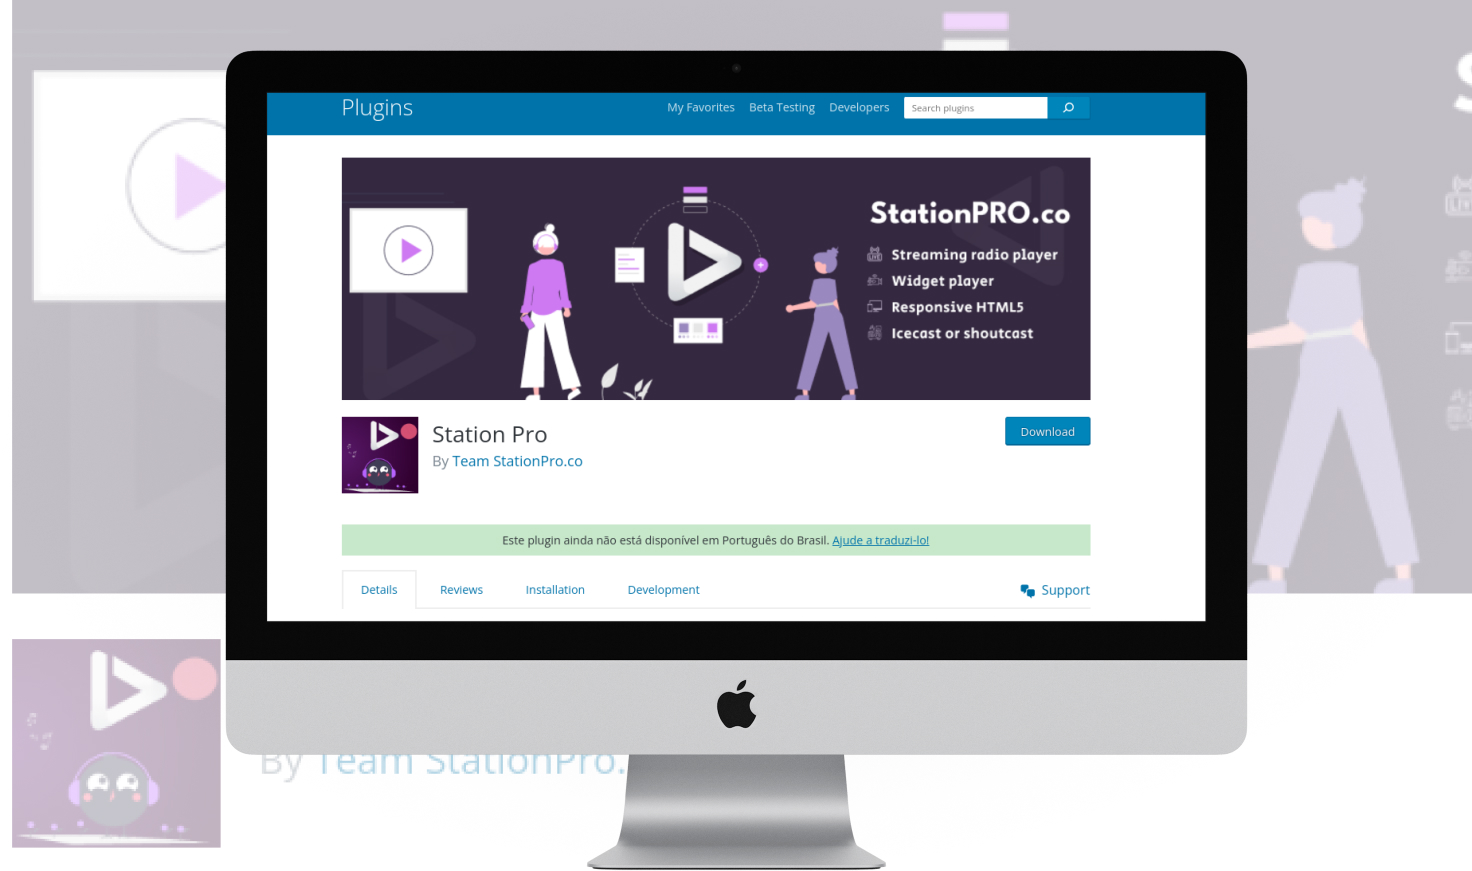 Plugins
My Favorites Beta Testing Developers Search plugins
StationPRO.co
Streaming radio player
Widget player
Responsive HTML5
Icecast or shoutcast
Station Pro
Download
By Team StationPro.co
Este plugin ainda não está disponível em Português do Brasil. Ajude a traduzi-lo!
Details Reviews Installation Development Support
By Team StationPro.